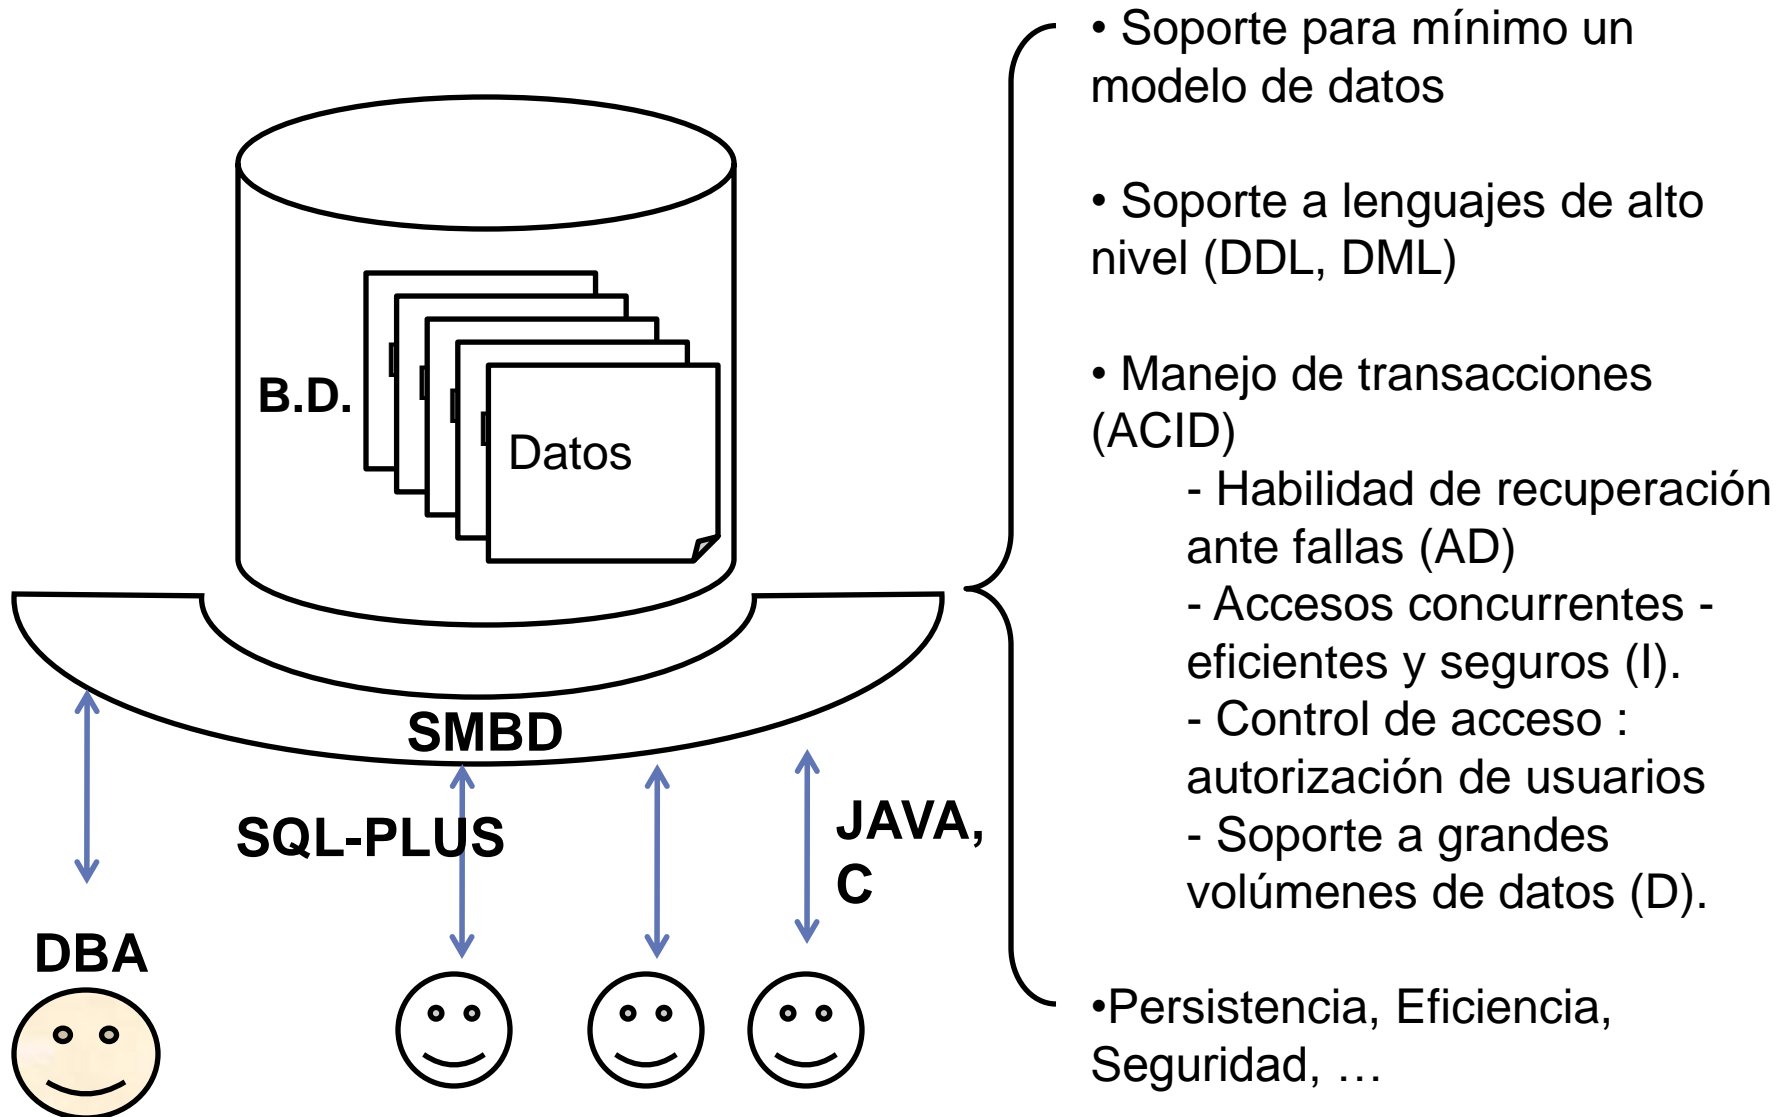 B.D.
Datos
SMBD
SQL-PLUS
JAVA,
C
DBA
• Soporte para mínimo un
modelo de datos
• Soporte a lenguajes de alto
nivel (DDL, DML)
• Manejo de transacciones
(ACID)
- Habilidad de recuperación
ante fallas (AD)
- Accesos concurrentes -
eficientes y seguros (I).
- Control de acceso :
autorización de usuarios
- Soporte a grandes
volúmenes de datos (D).
•Persistencia, Eficiencia,
Seguridad, …